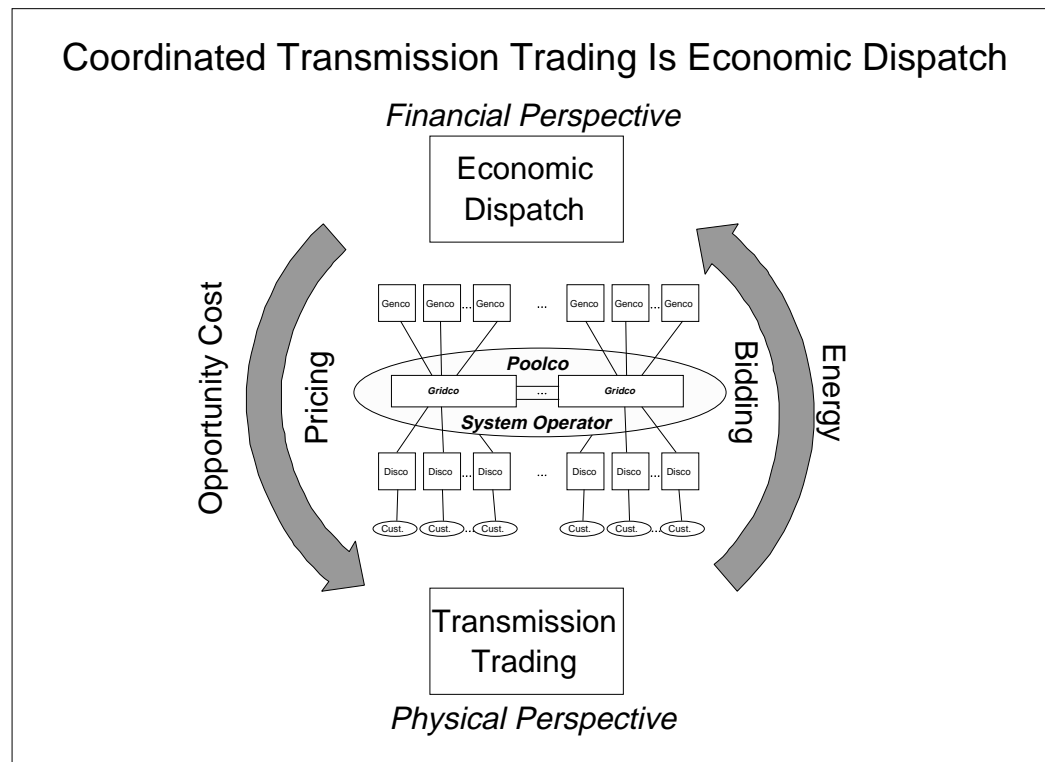 Coordinated Transmission Trading Is Economic Dispatch
Financial Perspective
Economic
Dispatch
Opportunity Cost
Pricing
Genco Genco ... Genco ... Genco Genco ... Genco
Poolco
Gridco ... Gridco
System Operator
Disco Disco ... Disco ... Disco Disco ... Disco
Cust. Cust. ... Cust. Cust. Cust. ... Cust.
Bidding
Energy
Transmission
Trading
Physical Perspective